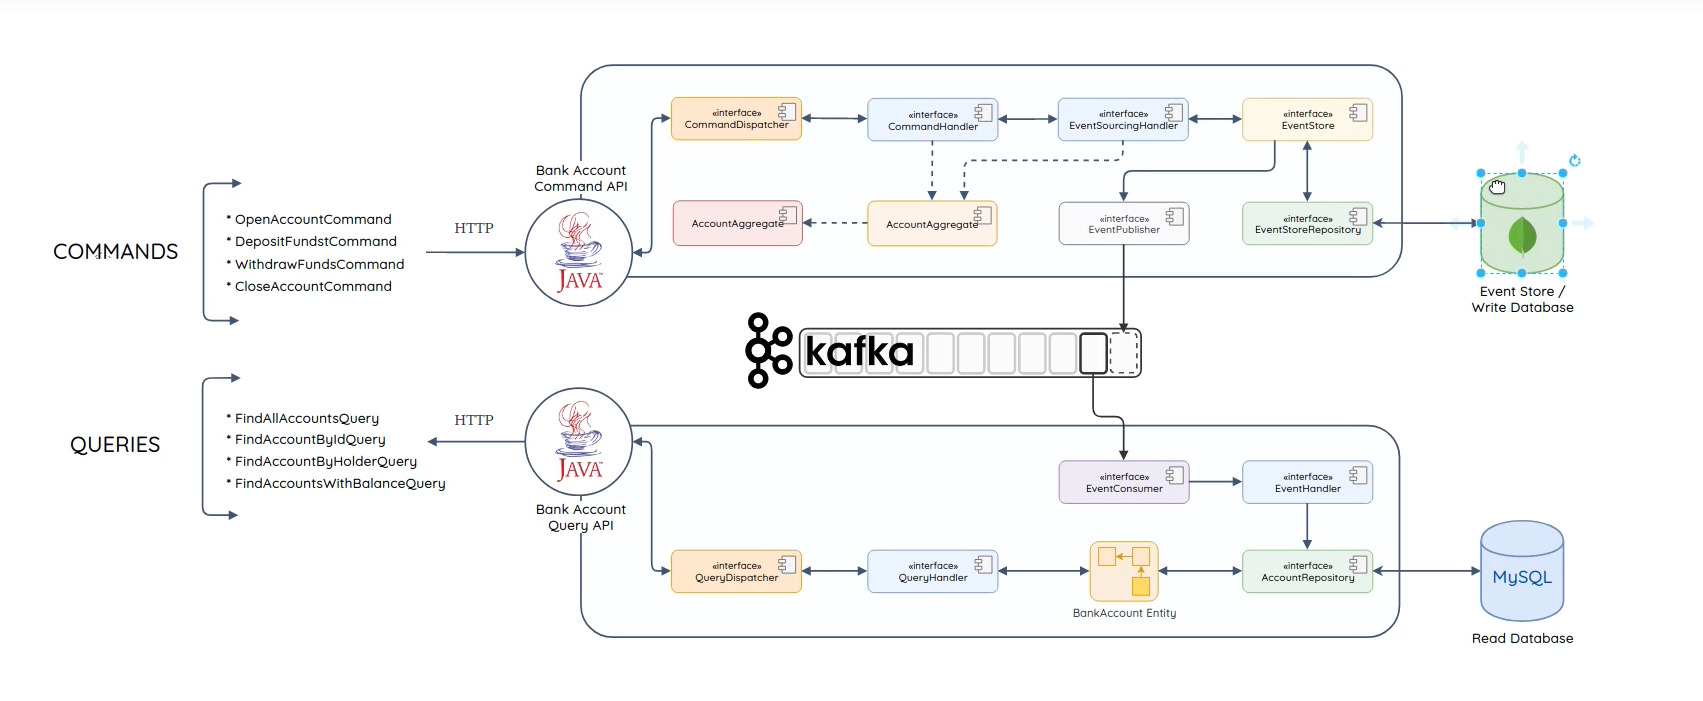 COMMANDS
* OpenAccountCommand
* DepositFundstCommand
* WithdrawFundsCommand
* CloseAccountCommand
HTTP
Bank Account
Command API
JAVA™
«interface»
CommandDispatcher
«interface»
CommandHandler
«interface»
EventSourcingHandler
«interface»
EventStore
AccountAggregate
AccountAggregate
«interface»
EventPublisher
«interface»
EventStoreRepository
Event Store /
Write Database
kafka
QUERIES
* FindAllAccountsQuery
* FindAccountByIdQuery
* FindAccountByHolderQuery
* FindAccountsWithBalanceQuery
HTTP
JAVA™
Bank Account
Query API
«interface»
EventConsumer
«interface»
EventHandler
«interface»
QueryDispatcher
«interface»
QueryHandler
BankAccount Entity
«interface»
AccountRepository
MySQL
Read Database